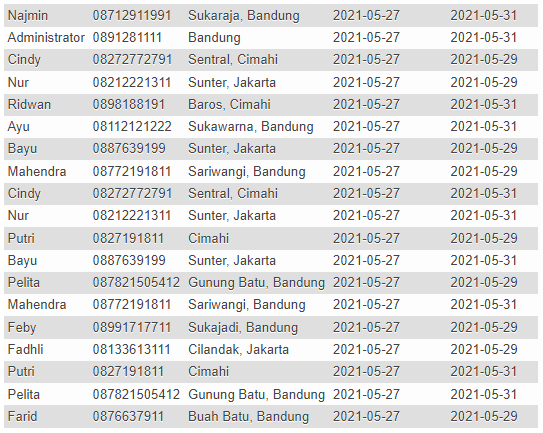 Najmin 08712911991 Sukaraja, Bandung 2021-05-27 2021-05-31
Administrator 0891281111 Bandung 2021-05-27 2021-05-31
Cindy 08272772791 Sentral, Cimahi 2021-05-27 2021-05-29
Nur 08212221311 Sunter, Jakarta 2021-05-27 2021-05-29
Ridwan 0898188191 Baros, Cimahi 2021-05-27 2021-05-31
Ayu 08112121222 Sukawarna, Bandung 2021-05-27 2021-05-31
Bayu 0887639199 Sunter, Jakarta 2021-05-27 2021-05-29
Mahendra 08772191811 Sariwangi, Bandung 2021-05-27 2021-05-29
Cindy 08272772791 Sentral, Cimahi 2021-05-27 2021-05-31
Nur 08212221311 Sunter, Jakarta 2021-05-27 2021-05-31
Putri 0827191811 Cimahi 2021-05-27 2021-05-29
Bayu 0887639199 Sunter, Jakarta 2021-05-27 2021-05-31
Pelita 087821505412 Gunung Batu, Bandung 2021-05-27 2021-05-29
Mahendra 08772191811 Sariwangi, Bandung 2021-05-27 2021-05-31
Feby 08991717711 Sukajadi, Bandung 2021-05-27 2021-05-29
Fadhli 08133613111 Cilandak, Jakarta 2021-05-27 2021-05-29
Putri 0827191811 Cimahi 2021-05-27 2021-05-31
Pelita 087821505412 Gunung Batu, Bandung 2021-05-27 2021-05-31
Farid 0876637911 Buah Batu, Bandung 2021-05-27 2021-05-29